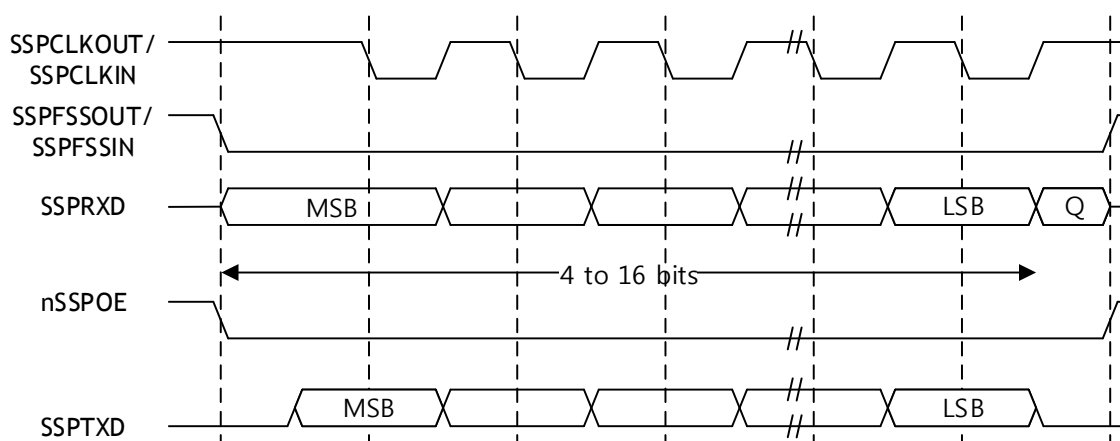 SSPCLKOUT/
SSPCLKIN
SSPFSSOUT/
SSPFSSIN
SSPRXD
MSB
LSB
Q
4 to 16 bits
nSSPOE
SSPTXD
MSB
LSB